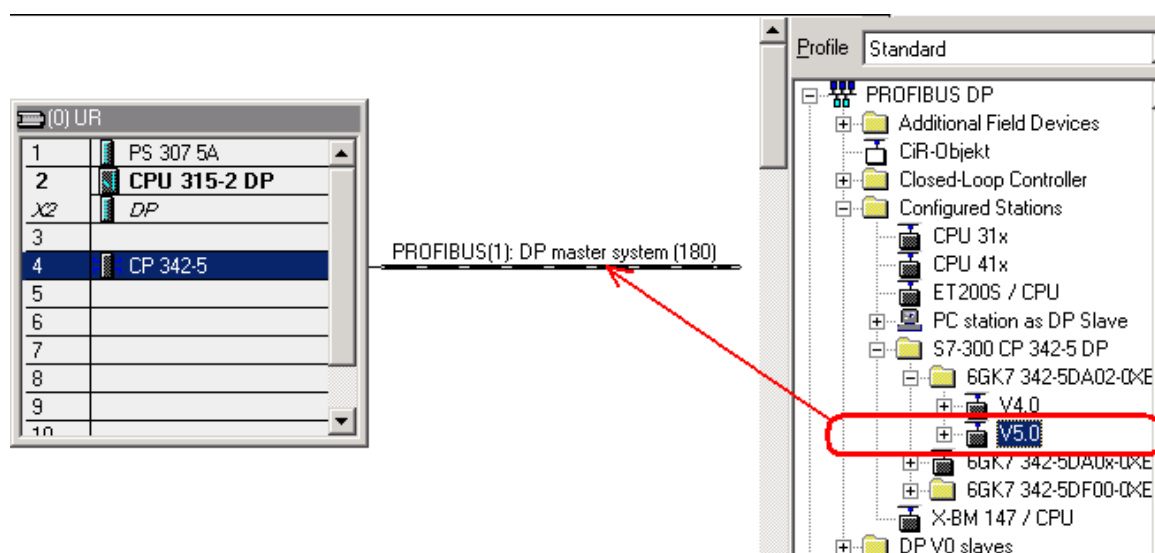 Profile Standard
(0) UR
1 PS 307 5A
2 CPU 315-2 DP
X2 DP
3
4 CP 342-5
5
6
7
8
9
10
PROFIBUS(1): DP master system (180)
PROFIBUS DP
Additional Field Devices
CiR-Objekt
Closed-Loop Controller
Configured Stations
CPU 31x
CPU 41x
ET200S / CPU
PC station as DP Slave
S7-300 CP 342-5 DP
6GK7 342-5DA02-0XE
V4.0
V5.0
6GK7 342-5DA0x-0XE
6GK7 342-5DF00-0XE
X-BM 147 / CPU
DP V0 slaves